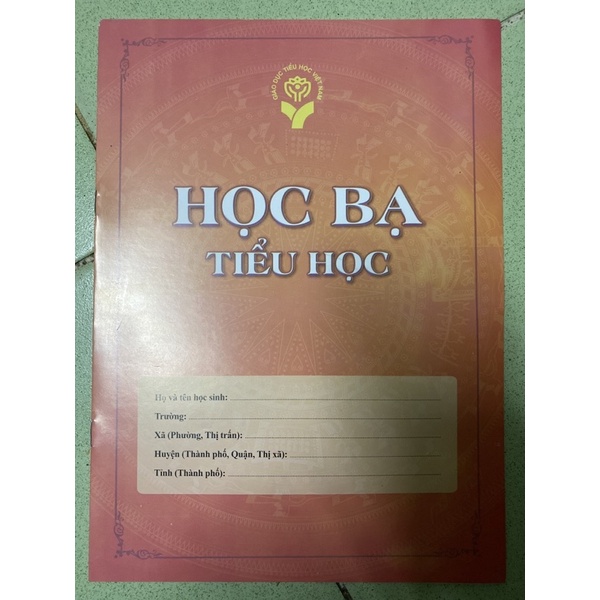 GIÁO DỤC TIỂU HỌC VIỆT NAM
HỌC BẠ
TIỂU HỌC
Họ và tên học sinh:
Trường:
Xã (Phường, Thị trấn):
Huyện (Thành phố, Quận, Thị xã):
Tỉnh (Thành phố):